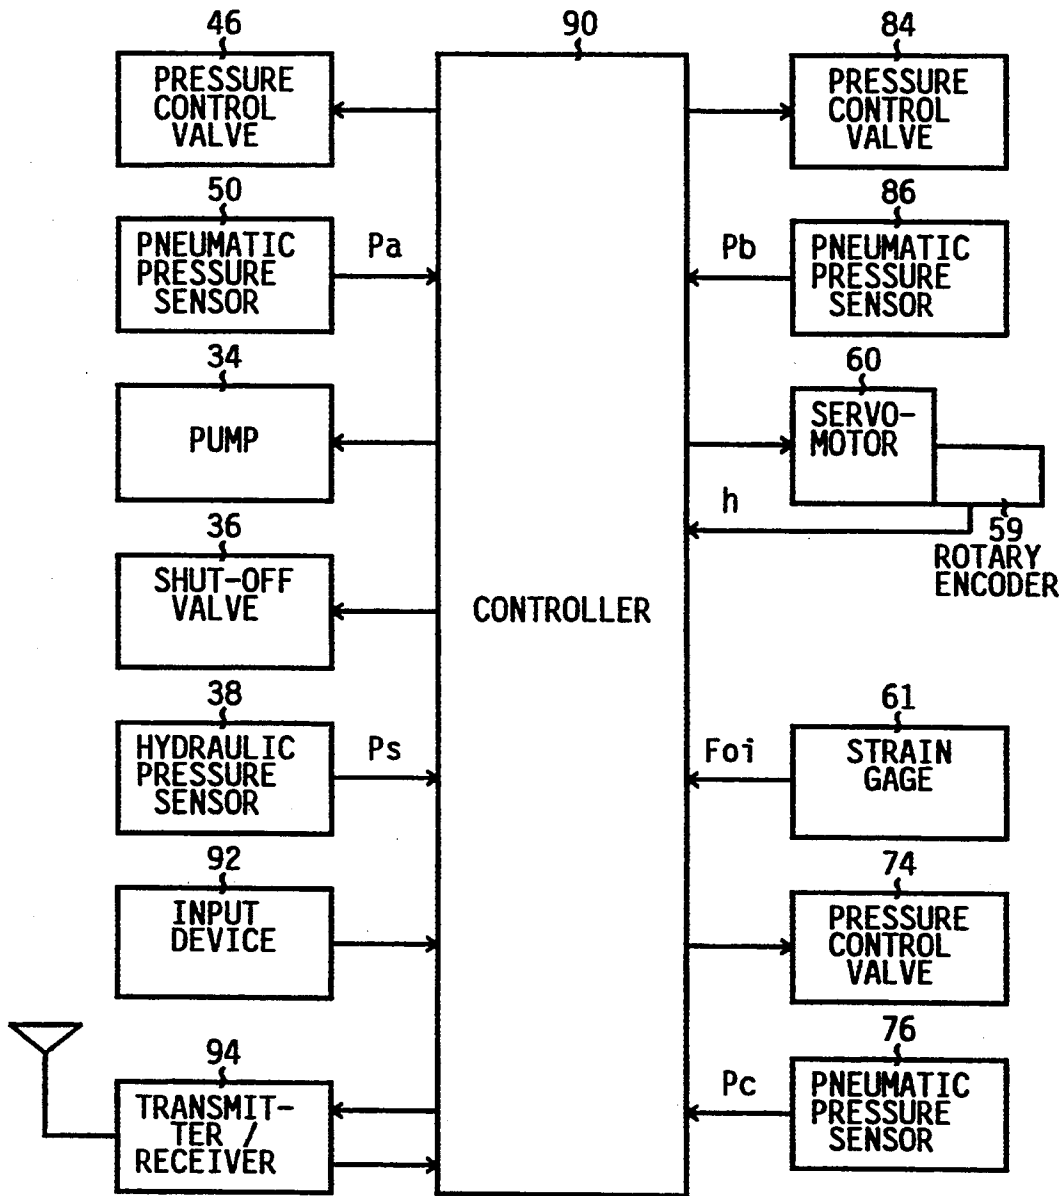 46
PRESSURE
CONTROL
VALVE
50
PNEUMATIC
PRESSURE
SENSOR
Pa
34
PUMP
36
SHUT-OFF
VALVE
38
HYDRAULIC
PRESSURE
SENSOR
Ps
92
INPUT
DEVICE
94
TRANSMIT-
TER /
RECEIVER
90
CONTROLLER
84
PRESSURE
CONTROL
VALVE
86
PNEUMATIC
PRESSURE
SENSOR
Pb
60
SERVO-
MOTOR
h
59
ROTARY
ENCODER
61
STRAIN
GAGE
Foi
74
PRESSURE
CONTROL
VALVE
76
PNEUMATIC
PRESSURE
SENSOR
Pc